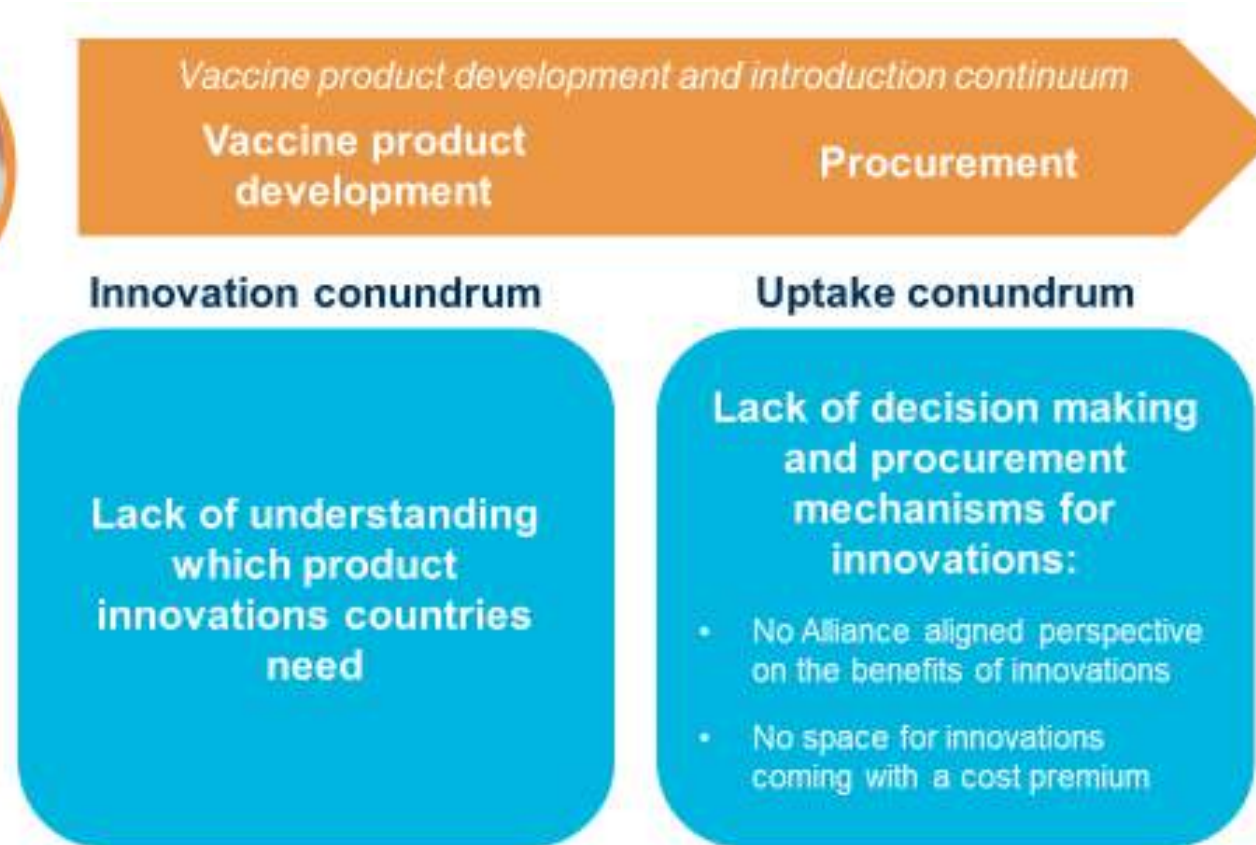 Vaccine product development and introduction continuum
Vaccine product
development
Procurement
Innovation conundrum
Uptake conundrum
Lack of understanding
which product
innovations countries
need
Lack of decision making
and procurement
mechanisms for
innovations:
• No Alliance aligned perspective
on the benefits of innovations
• No space for innovations
coming with a cost premium